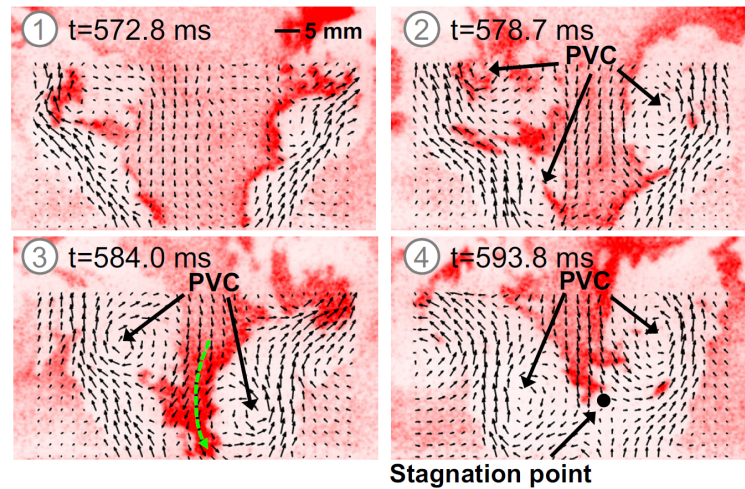 1 t=572.8 ms 5 mm
2 t=578.7 ms
PVC
3 t=584.0 ms
PVC
4 t=593.8 ms
PVC
Stagnation point